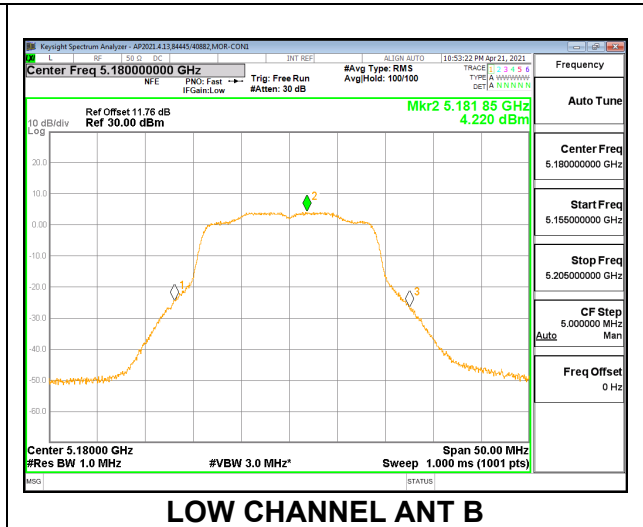 Keysight Spectrum Analyzer - AP2021.4.13,84445/40882,MOR-CON1
L RF 50 Ω DC INT REF ALIGN AUTO 10:53:22 PM Apr 21, 2021
Center Freq 5.180000000 GHz
NFE PNO: Fast Trig: Free Run #Avg Type: RMS TRACE 1 2 3 4 5 6
IFGain:Low #Atten: 30 dB Avg|Hold: 100/100 TYPE A WWWWW
DET A N N N N N
Mkr2 5.181 85 GHz
4.220 dBm
Ref Offset 11.76 dB
10 dB/div Ref 30.00 dBm
Log
20.0
10.0
0.00
-10.0
-20.0
-30.0
-40.0
-50.0
-60.0
1
2
3
Center 5.18000 GHz Span 50.00 MHz
#Res BW 1.0 MHz #VBW 3.0 MHz* Sweep 1.000 ms (1001 pts)
MSG STATUS
Frequency
Auto Tune
Center Freq
5.180000000 GHz
Start Freq
5.155000000 GHz
Stop Freq
5.205000000 GHz
CF Step
5.000000 MHz
Auto Man
Freq Offset
0 Hz
LOW CHANNEL ANT B